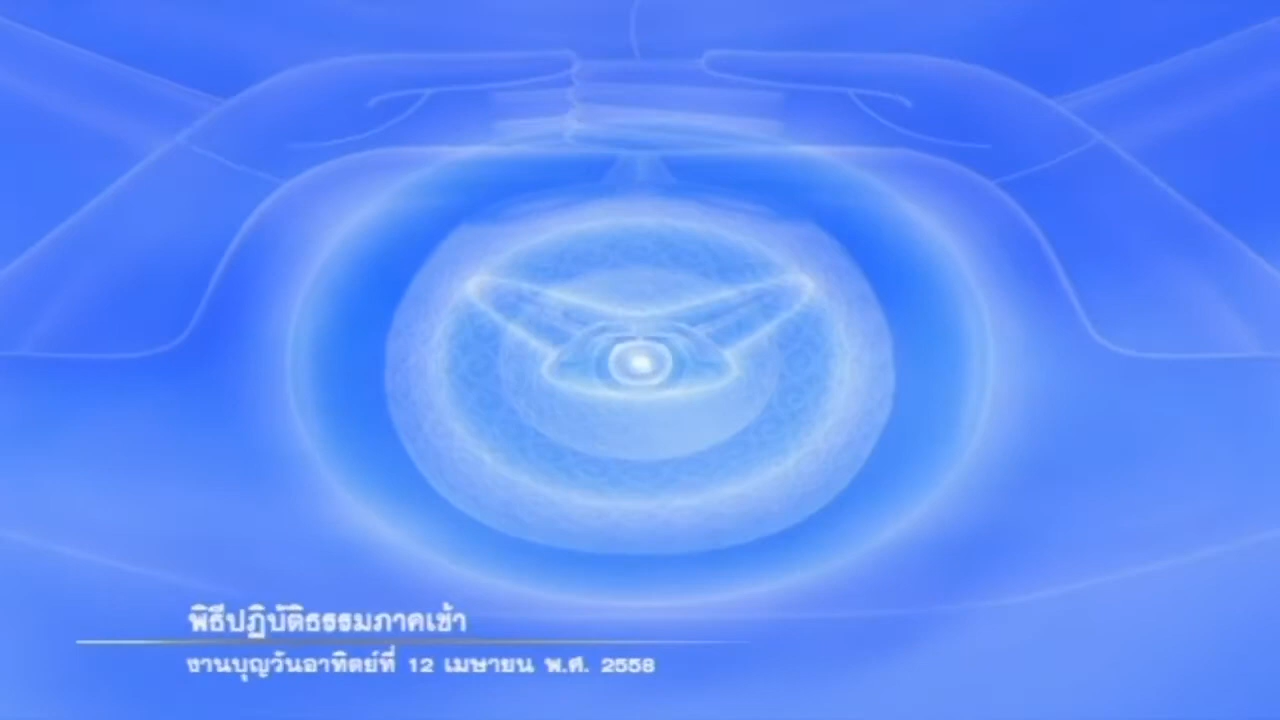 พิธีปฏิบัติธรรมภาคเช้า
งานบุญวันอาทิตย์ที่ 12 เมษายน พ.ศ. 2558